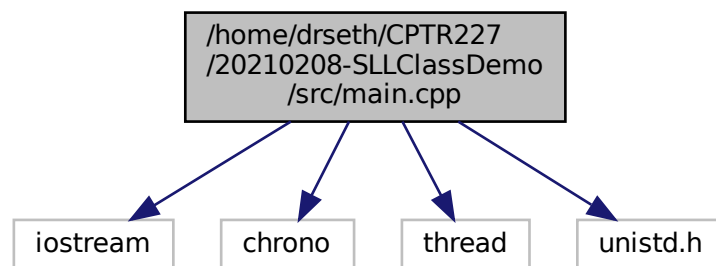 /home/drseth/CPTR227
/20210208-SLLClassDemo
/src/main.cpp
iostream
chrono
thread
unistd.h